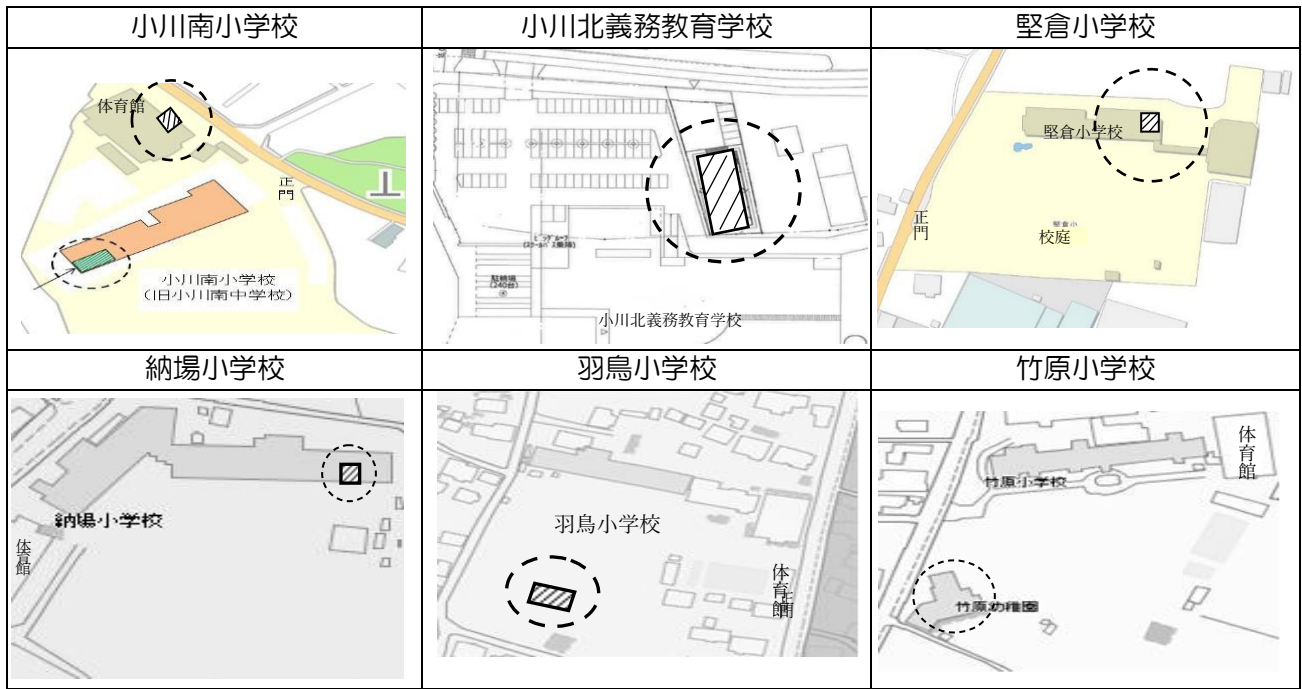 小川南小学校
小川北義務教育学校
堅倉小学校
体育館
正門
小川南小学校
(旧小川南中学校)
駐輪場
(240台)
小川北義務教育学校
堅倉小学校
正門
堅倉小
校庭
納場小学校
羽鳥小学校
竹原小学校
納場小学校
体育館
羽鳥小学校
体育館
正門
体育館
竹原小学校
竹原幼稚園